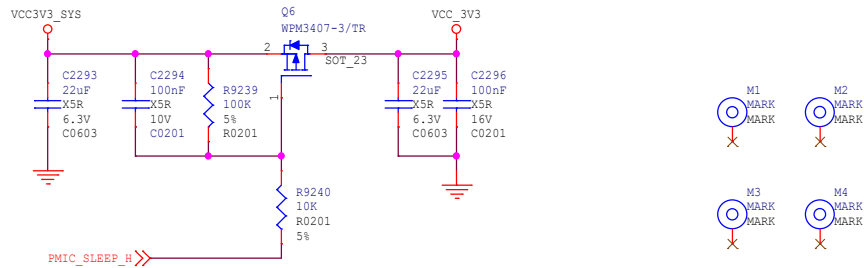 VCC3V3_SYS
Q6
WPM3407-3/TR
VCC_3V3
2
3
SOT_23
1
C2293
22uF
X5R
6.3V
C0603
C2294
100nF
X5R
10V
C0201
R9239
100K
5%
R0201
C2295
22uF
X5R
6.3V
C0603
C2296
100nF
X5R
16V
C0201
R9240
10K
R0201
5%
PMIC_SLEEP_H
M1
MARK
MARK
M2
MARK
MARK
M3
MARK
MARK
M4
MARK
MARK